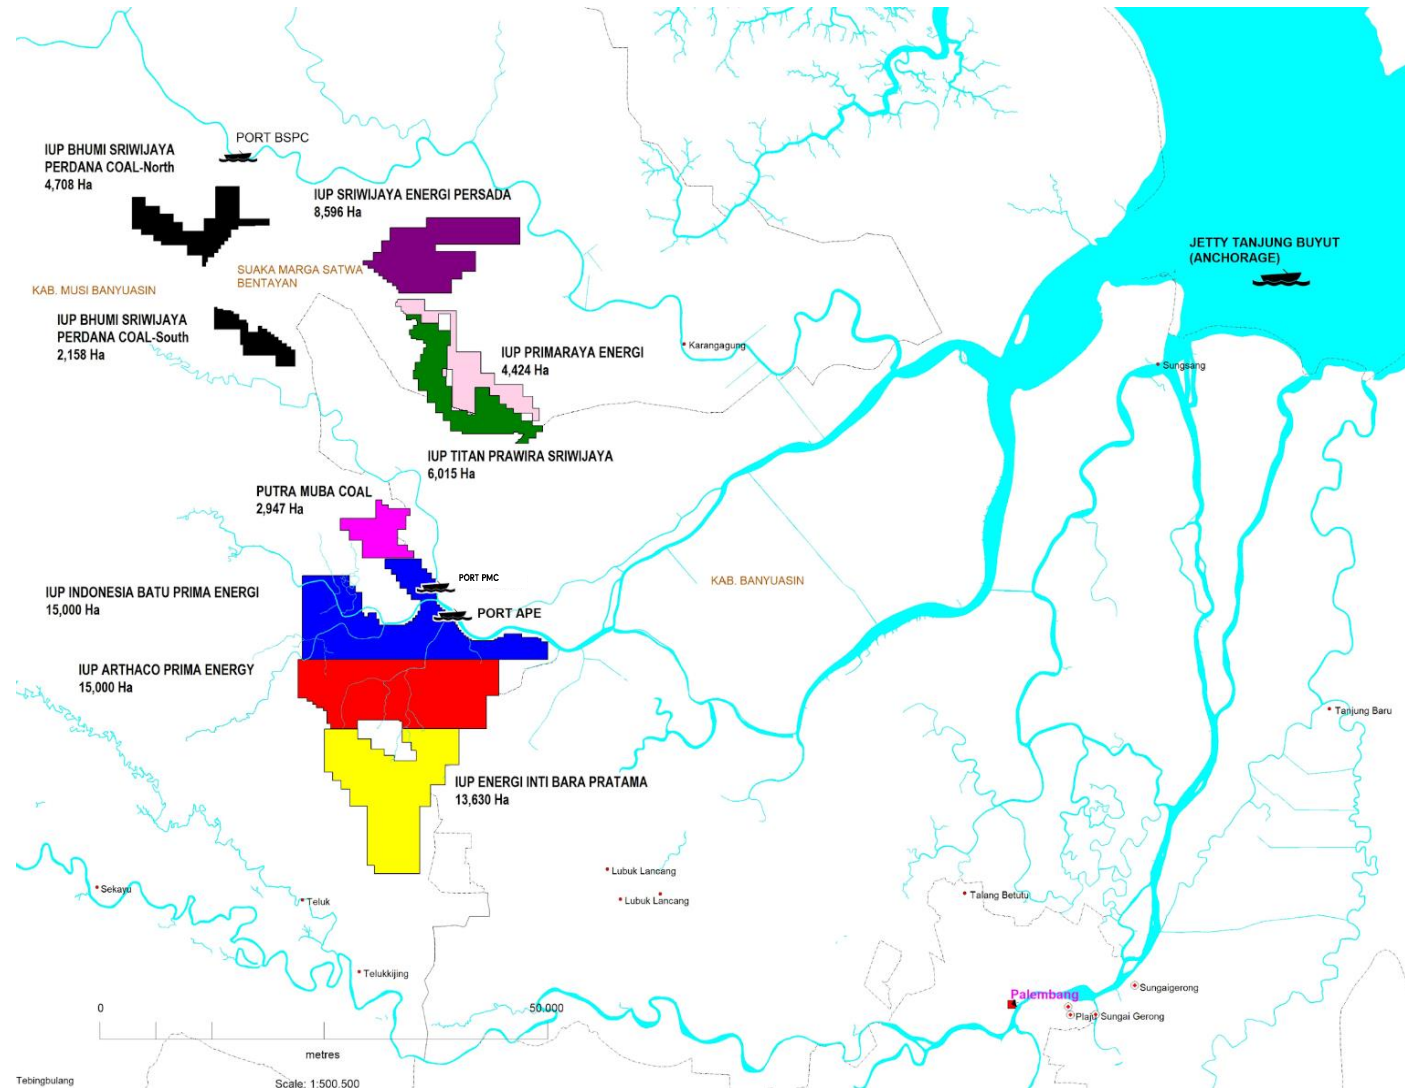 PORT BSPC
IUP BHUMI SRIWIJAYA
PERDANA COAL-North
4,708 Ha
IUP SRIWIJAYA ENERGI PERSADA
8,596 Ha
JETTY TANJUNG BUYUT
(ANCHORAGE)
SUAKA MARGA SATWA
BENTAYAN
KAB. MUSI BANYUASIN
IUP BHUMI SRIWIJAYA
PERDANA COAL-South
2,158 Ha
IUP PRIMARAYA ENERGI
4,424 Ha
Karangagung
Sungsang
IUP TITAN PRAWIRA SRIWIJAYA
6,015 Ha
PUTRA MUBA COAL
2,947 Ha
PORT PMC
KAB. BANYUASIN
IUP INDONESIA BATU PRIMA ENERGI
15,000 Ha
PORT APE
IUP ARTHACO PRIMA ENERGY
15,000 Ha
Tanjung Baru
IUP ENERGI INTI BARA PRATAMA
13,630 Ha
Lubuk Lancang
Sekayu
Teluk
Lubuk Lancang
Talang Betutu
Telukkijing
Sungaigerong
Palembang
Plaju
Sungai Gerong
0
50.000
metres
Tebingbulang
Scale: 1:500.500